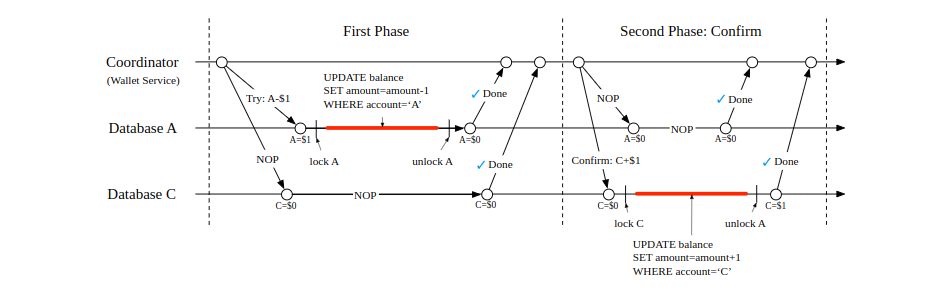 First Phase
Second Phase: Confirm
Coordinator
(Wallet Service)
UPDATE balance
SET amount=amount-1
WHERE account=‘A’
Try: A-$1
✓Done
NOP
✓Done
Database A
A=$1
A=$0
A=$0
NOP
A=$0
lock A
unlock A
NOP
✓Done
Confirm: C+$1
✓Done
Database C
C=$0
NOP
C=$0
C=$0
C=$1
lock C
unlock A
UPDATE balance
SET amount=amount+1
WHERE account=‘C’